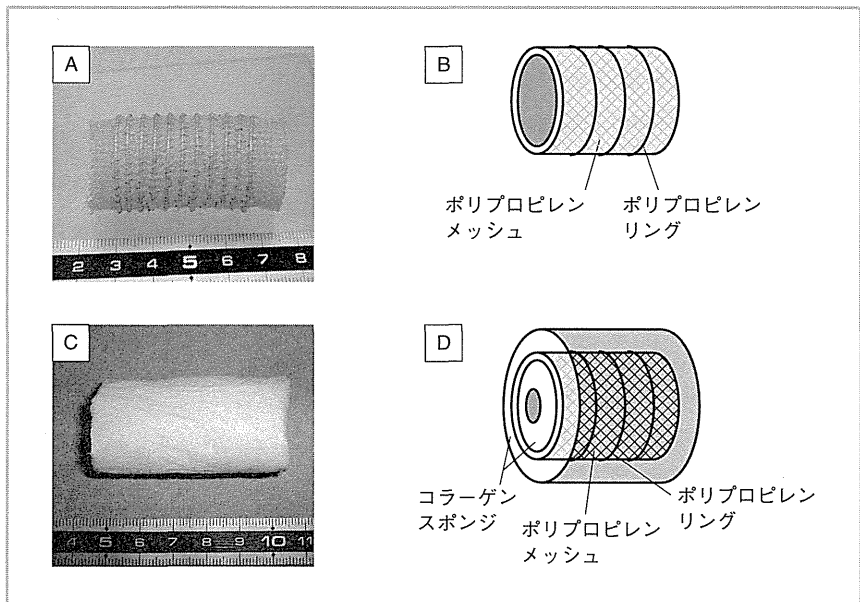 A
2 3 4 5 6 7 8
B
ポリプロピレン
メッシュ
ポリプロピレン
リング
C
4 5 6 7 8 9 10 11
D
コラーゲン
スポンジ
ポリプロピレン
メッシュ
ポリプロピレン
リング